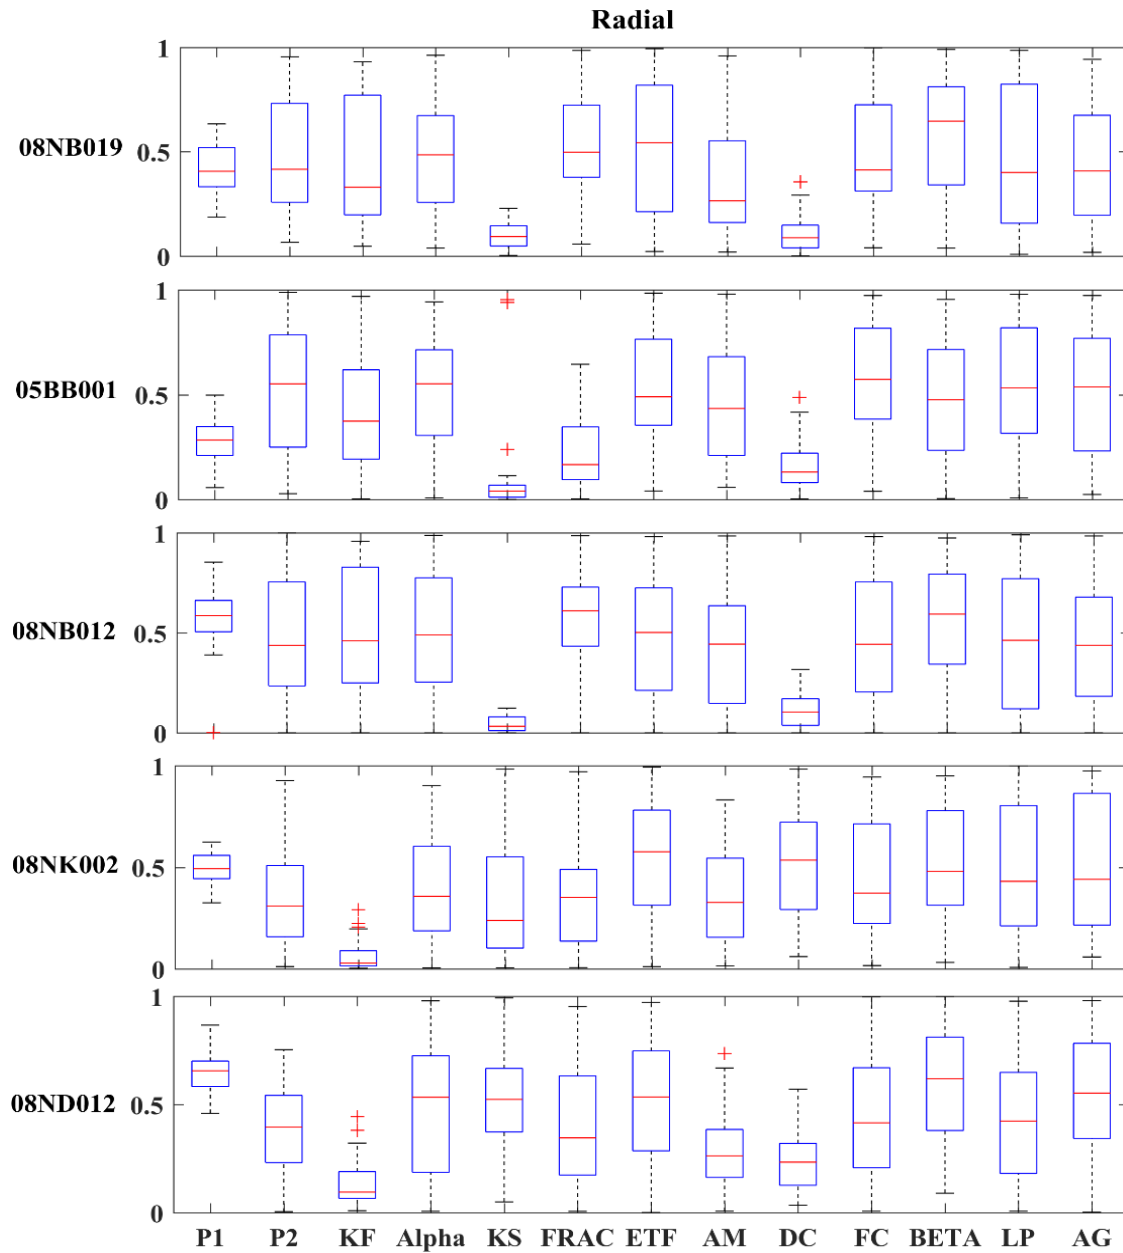 Radial
1
08NB019 0.5
0
1
05BB001 0.5
0
1
08NB012 0.5
0
1
08NK002 0.5
0
1
08ND012 0.5
0
P1 P2 KF Alpha KS FRAC ETF AM DC FC BETA LP AG